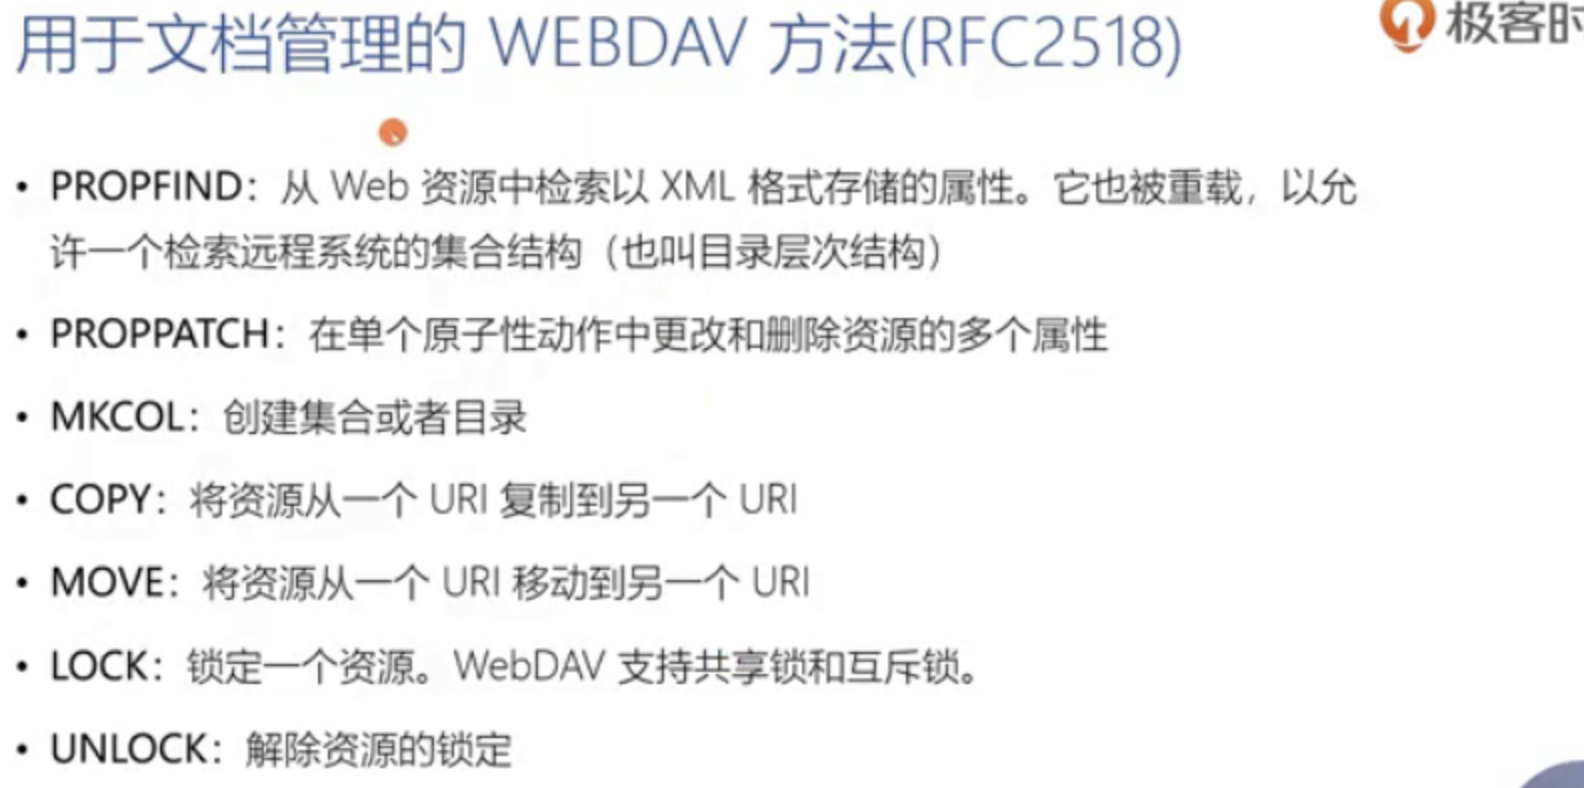 用于文档管理的 WEBDAV 方法(RFC2518)
极客时
• PROPFIND：从 Web 资源中检索以 XML 格式存储的属性。它也被重载，以允
许一个检索远程系统的集合结构（也叫目录层次结构）
• PROPPATCH：在单个原子性动作中更改和删除资源的多个属性
• MKCOL：创建集合或者目录
• COPY：将资源从一个 URI 复制到另一个 URI
• MOVE：将资源从一个 URI 移动到另一个 URI
• LOCK：锁定一个资源。WebDAV 支持共享锁和互斥锁。
• UNLOCK：解除资源的锁定